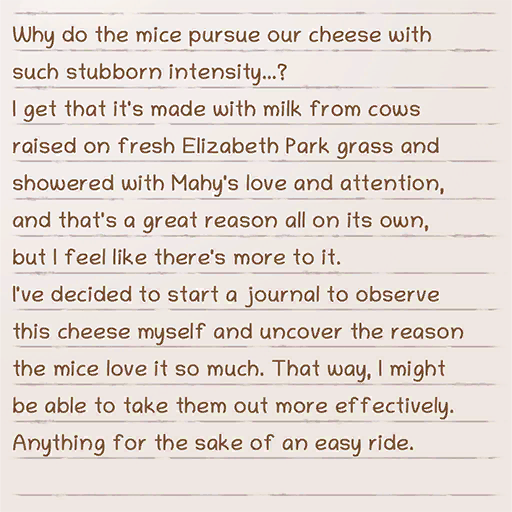 Why do the mice pursue our cheese with
such stubborn intensity...?
I get that it's made with milk from cows
raised on fresh Elizabeth Park grass and
showered with Mahy's love and attention,
and that's a great reason all on its own,
but I feel like there's more to it.
I've decided to start a journal to observe
this cheese myself and uncover the reason
the mice love it so much. That way, I might
be able to take them out more effectively.
Anything for the sake of an easy ride.